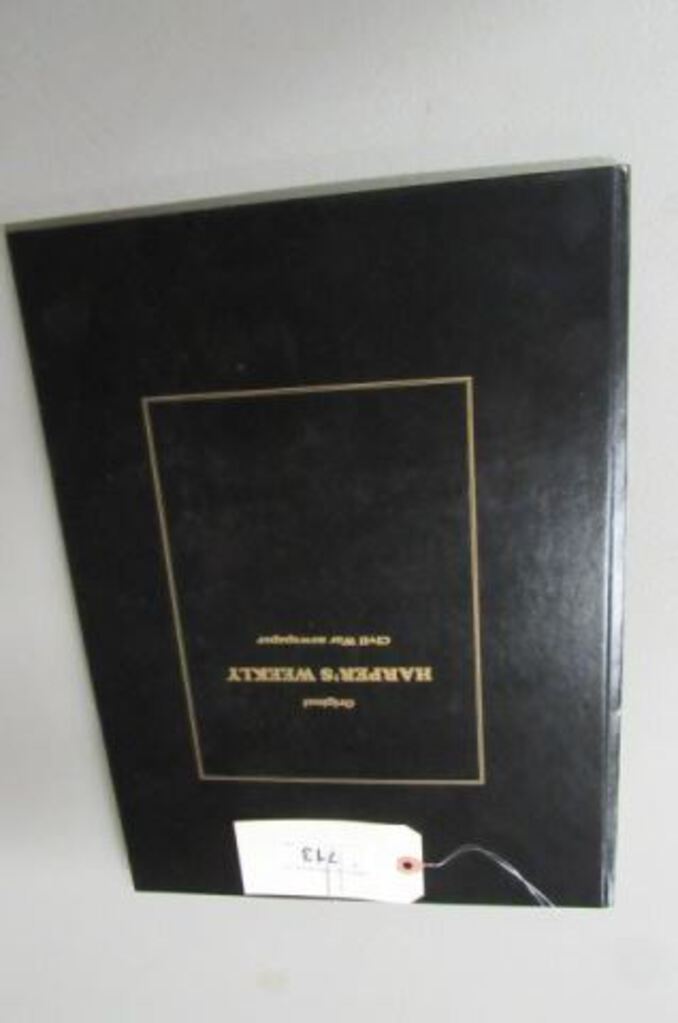 Original
HARPER'S WEEKLY
Civil War newspaper
713